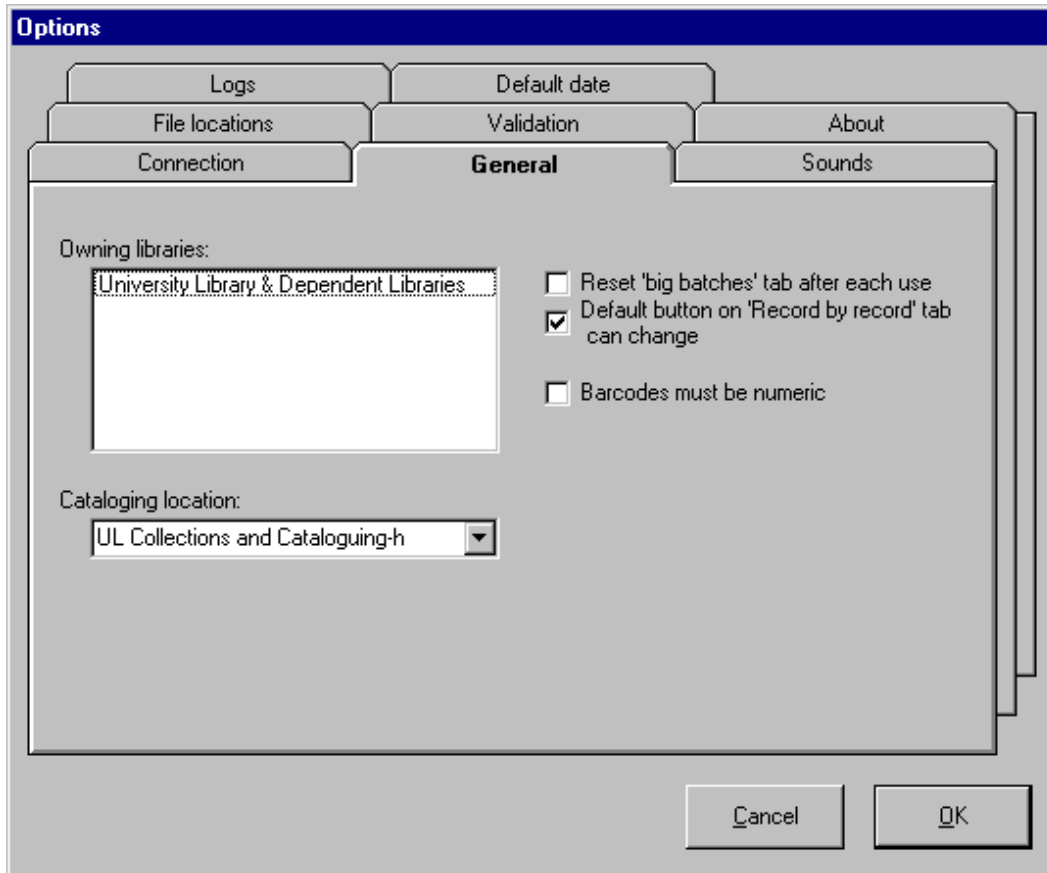 Options
Logs
Default date
File locations
Validation
About
Connection
General
Sounds
Owning libraries:
University Library & Dependent Libraries
Reset 'big batches' tab after each use
Default button on 'Record by record' tab
can change
Barcodes must be numeric
Cataloging location:
UL Collections and Cataloguing-h
Cancel
OK